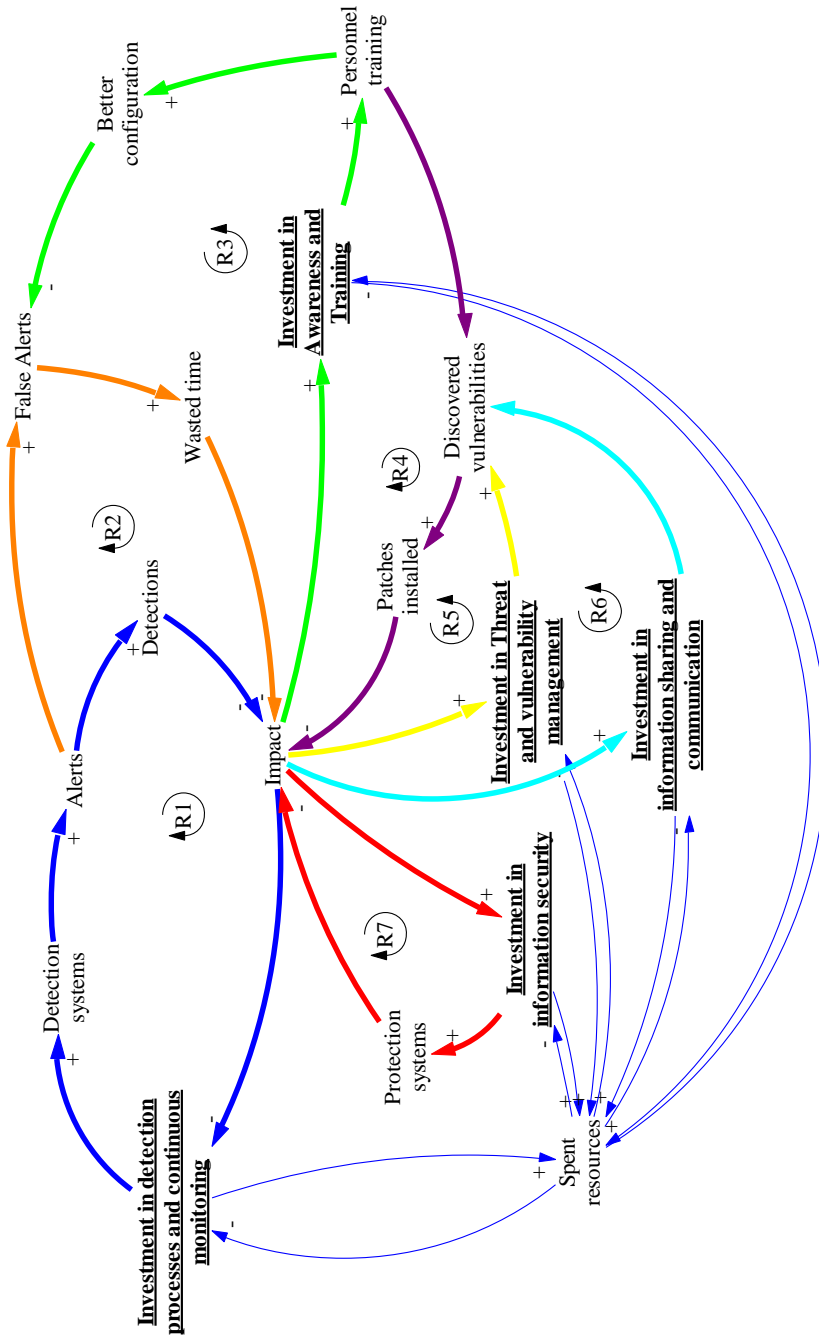 False Alerts
+
-
Detection
systems
+
Alerts
+
Better
configuration
+
Investment in detection
processes and continuous
monitoring
-
-
Detections
+
Wasted time
+
R1
R2
R3
Impact
-
-
-
-
Investment in
Awareness and
Training
+
-
Personnel
training
+
Protection
systems
+
R7
Patches
installed
+
R4
R5
Discovered
vulnerabilities
+
Investment in
information security
+
-
Investment in Threat
and vulnerability
management
+
-
Spent
resources
+
+
+
+
+
R6
Investment in
information sharing and
communication
+
-